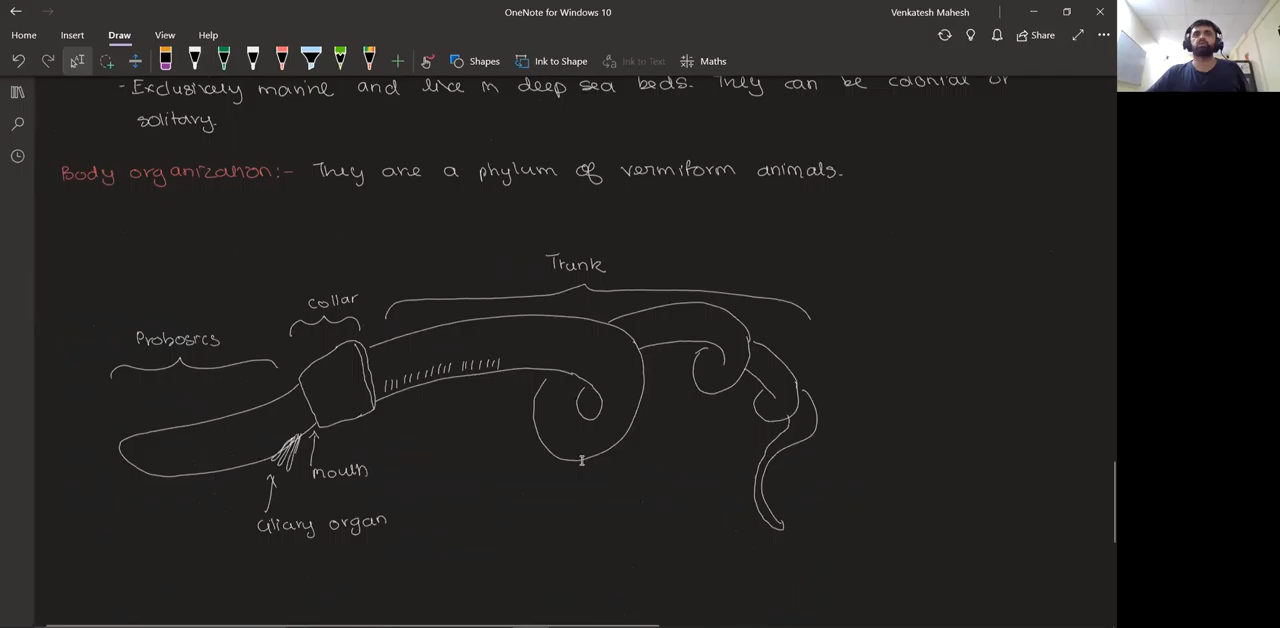 OneNote for Windows 10
Venkatesh Mahesh
Home Insert Draw View Help
Share
Shapes Ink to Shape Ink to Text Maths
- Exclusively marine and live in deep sea beds. They can be colonial or
solitary.
Body organization:- They are a phylum of vermiform animals.
Trunk
Collar
Proboscis
Mouth
Ciliary organ